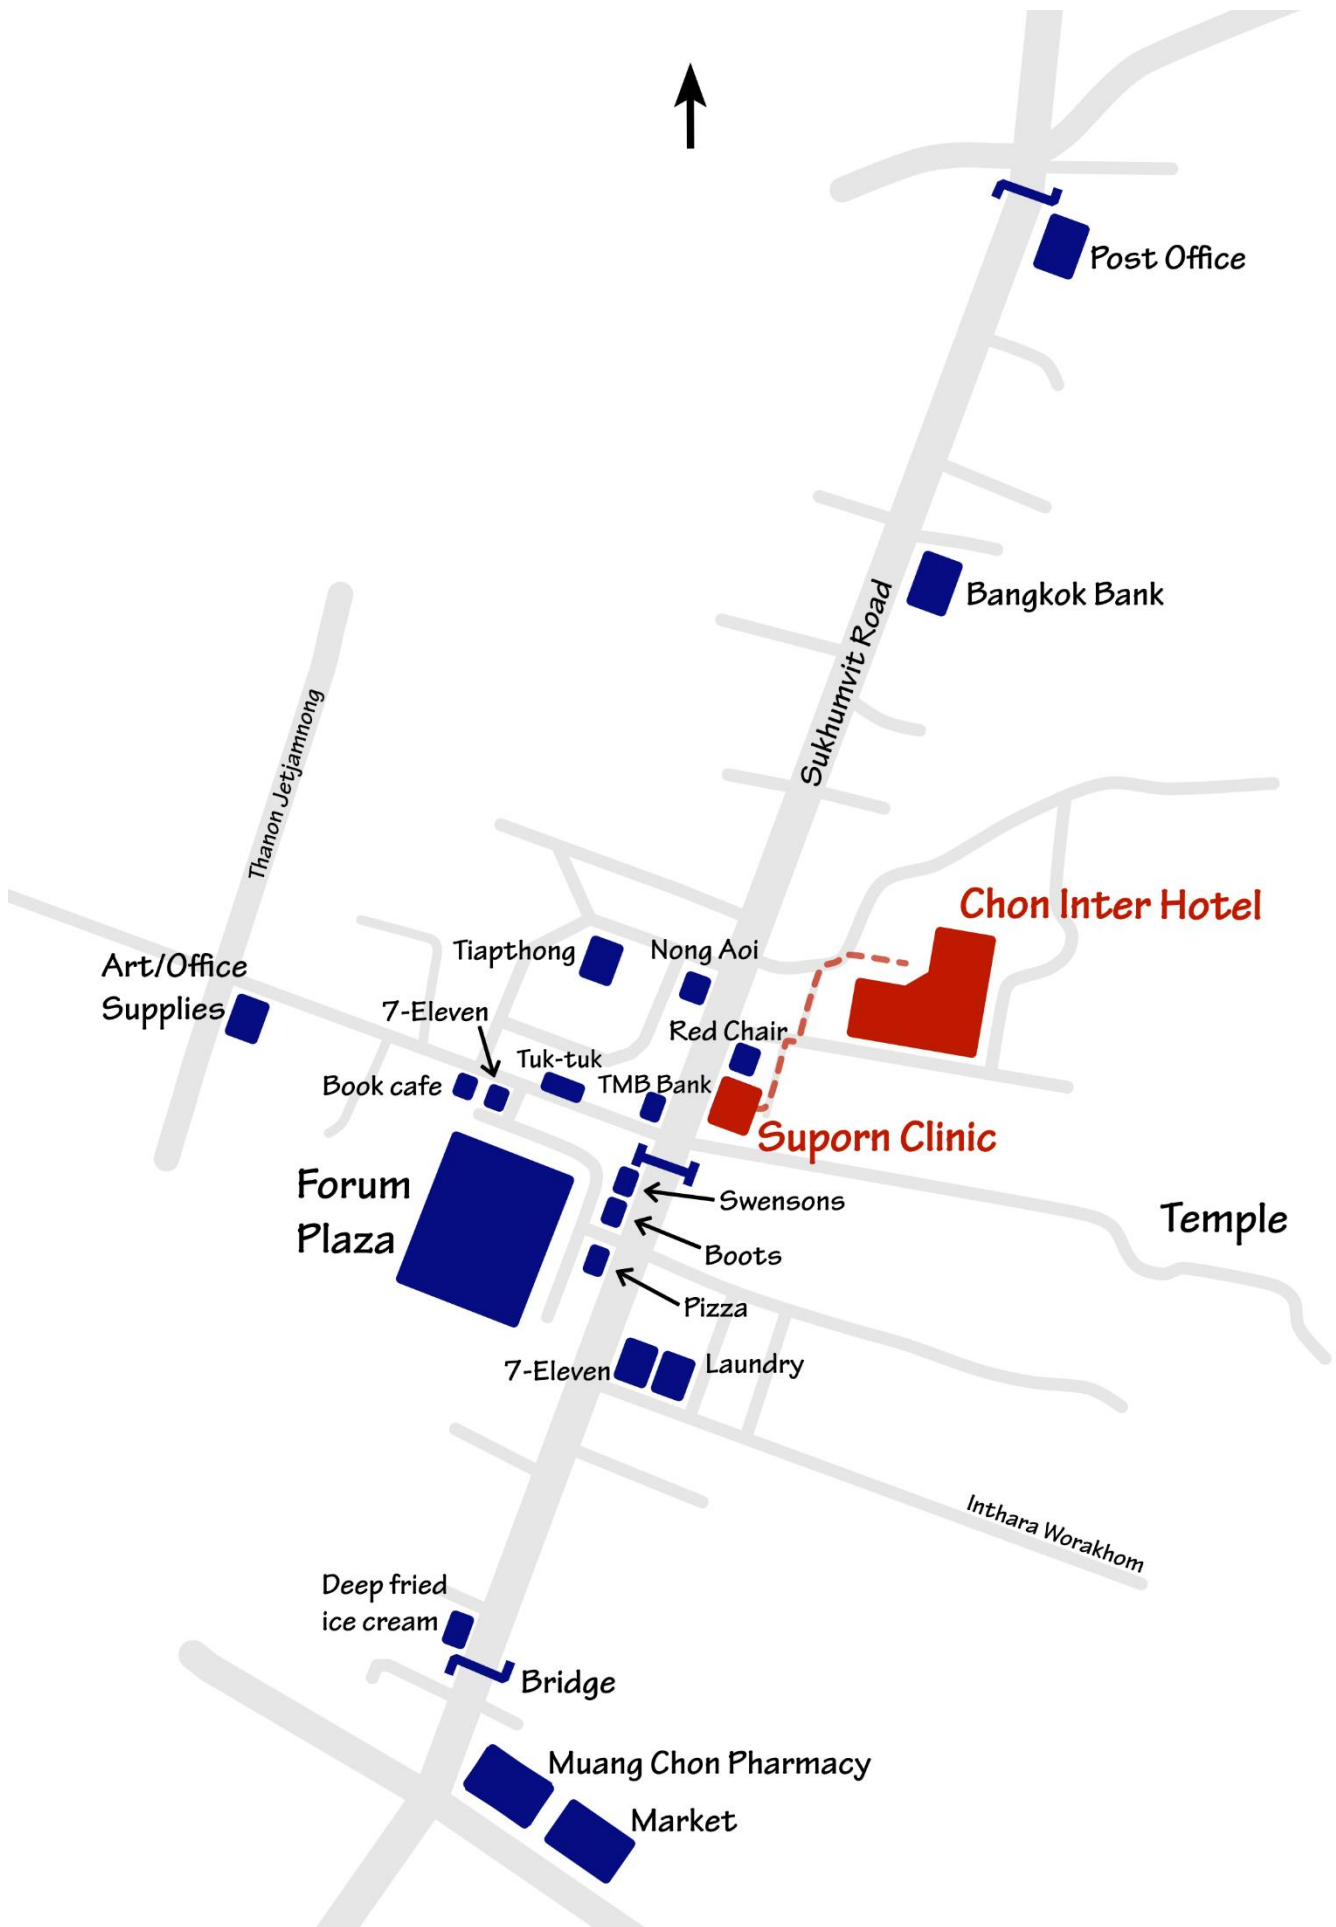 Post Office
Bangkok Bank
Sukhumvit Road
Thanon Jetjamnong
Chon Inter Hotel
Tiapthong
Nong Aoi
Art/Office
Supplies
7-Eleven
Red Chair
Tuk-tuk
Book cafe
TMB Bank
Suporn Clinic
Forum
Plaza
Swensons
Temple
Boots
Pizza
7-Eleven
Laundry
Inthara Worakhom
Deep fried
ice cream
Bridge
Muang Chon Pharmacy
Market